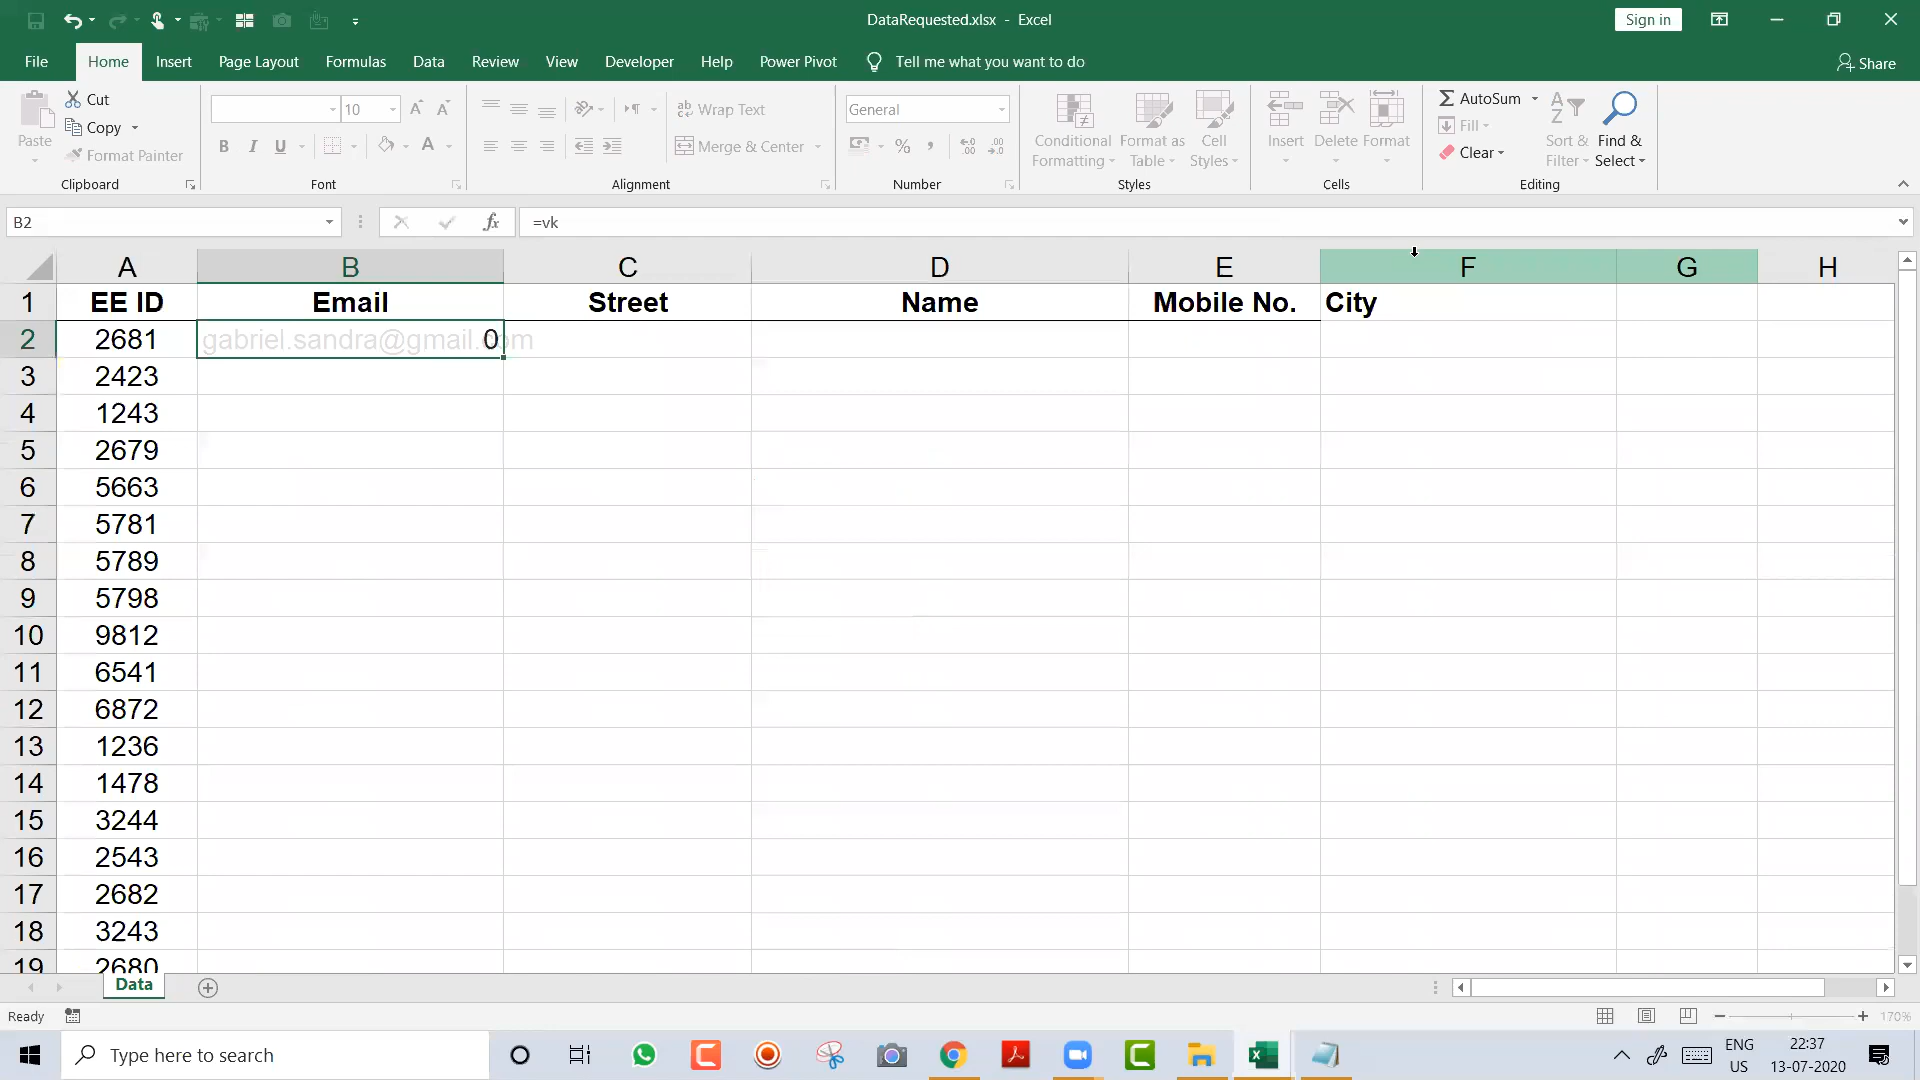 DataRequested.xlsx - Excel
Sign in
File Home Insert Page Layout Formulas Data Review View Developer Help Power Pivot Tell me what you want to do Share
Paste
Cut
Copy
Format Painter
Clipboard
10
B I U
Font
Wrap Text
Merge & Center
Alignment
General
%
Number
Conditional Formatting
Format as Table
Cell Styles
Styles
Insert Delete Format
Cells
AutoSum
Fill
Clear
Sort & Filter
Find & Select
Editing
B2 fx =vk
A B C D E F G H
1 EE ID Email Street Name Mobile No. City
2 2681 gabriel.sandra@gmail.com 0
3 2423
4 1243
5 2679
6 5663
7 5781
8 5789
9 5798
10 9812
11 6541
12 6872
13 1236
14 1478
15 3244
16 2543
17 2682
18 3243
19 2680
Data
Ready
170%
Type here to search
ENG
US
22:37
13-07-2020